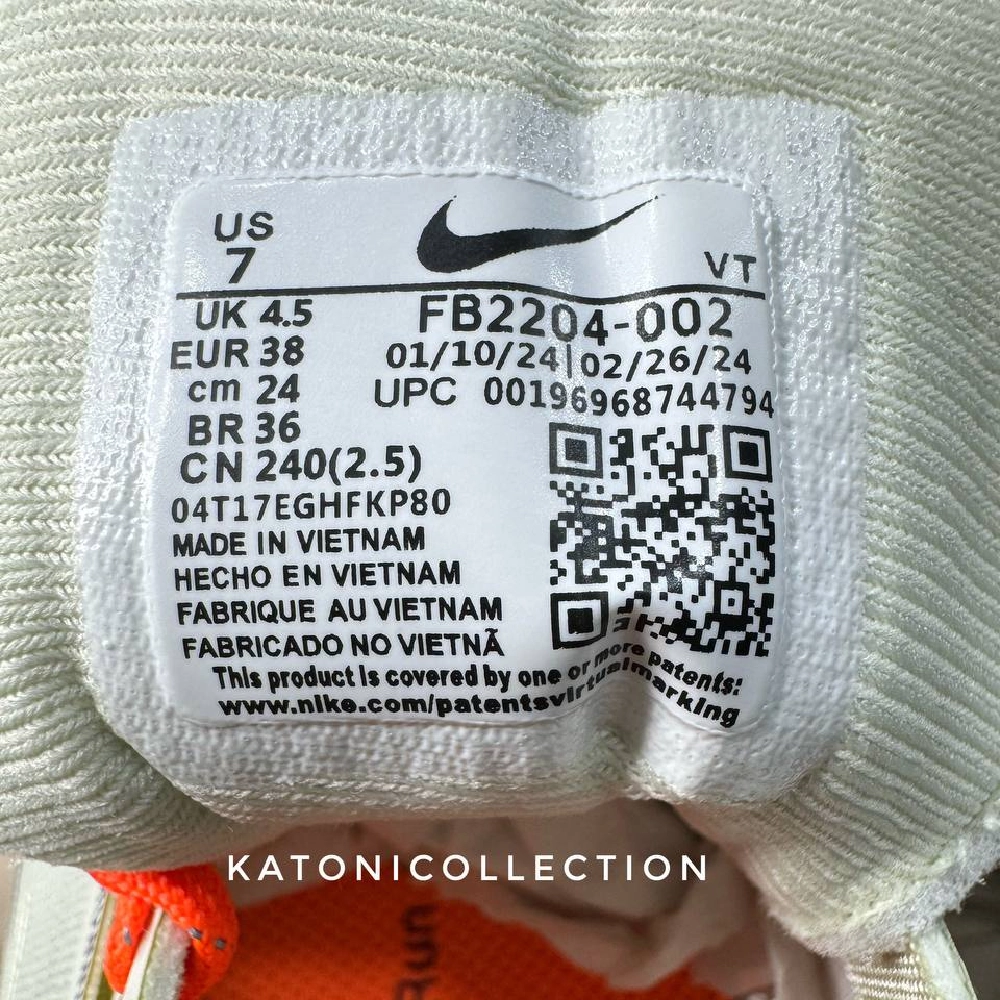 US
7
VT
UK 4.5
FB2204-002
EUR 38
01/10/24|02/26/24
cm 24
UPC 00196968744794
BR 36
CN 240(2.5)
04T17EGHFKP80
MADE IN VIETNAM
HECHO EN VIETNAM
FABRIQUE AU VIETNAM
FABRICADO NO VIETNÃ
This product is covered by one or more patents:
www.nike.com/patentsvirtualmarking
KATONICOLLECTION
Run